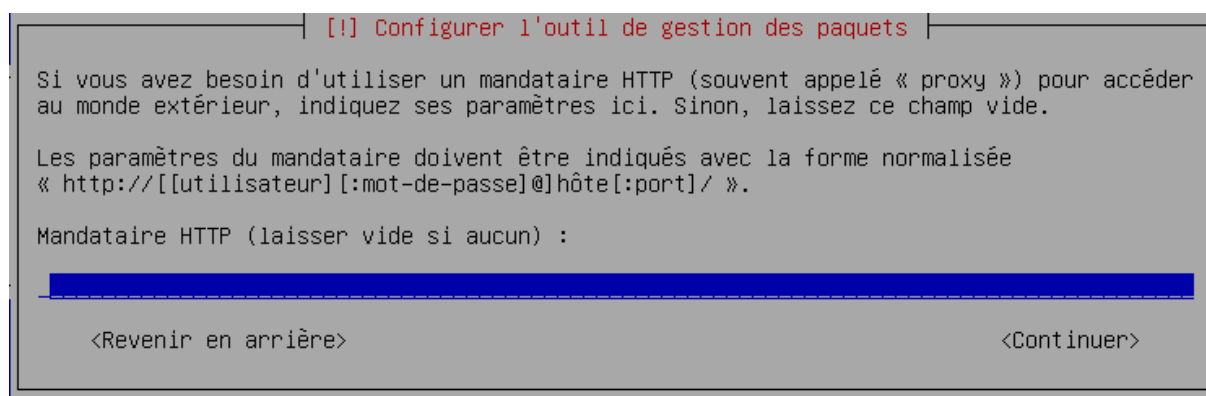 [!] Configurer l'outil de gestion des paquets
Si vous avez besoin d'utiliser un mandataire HTTP (souvent appelé « proxy ») pour accéder
au monde extérieur, indiquez ses paramètres ici. Sinon, laissez ce champ vide.
Les paramètres du mandataire doivent être indiqués avec la forme normalisée
« http://[[utilisateur][:mot-de-passe]@]hôte[:port]/ ».
Mandataire HTTP (laisser vide si aucun) :
<Revenir en arrière> <Continuer>